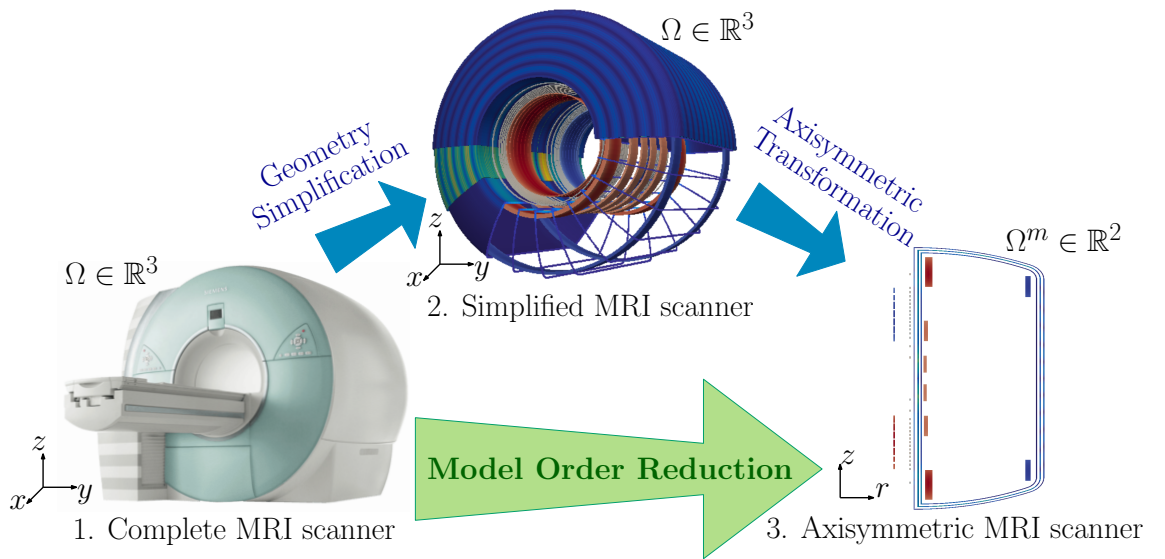 Ω ∈ ℝ³
Geometry
Simplification
Axisymmetric
Transformation
z
x
y
2. Simplified MRI scanner
Ω ∈ ℝ³
Ωᵐ ∈ ℝ²
z
x
y
1. Complete MRI scanner
Model Order Reduction
z
r
3. Axisymmetric MRI scanner